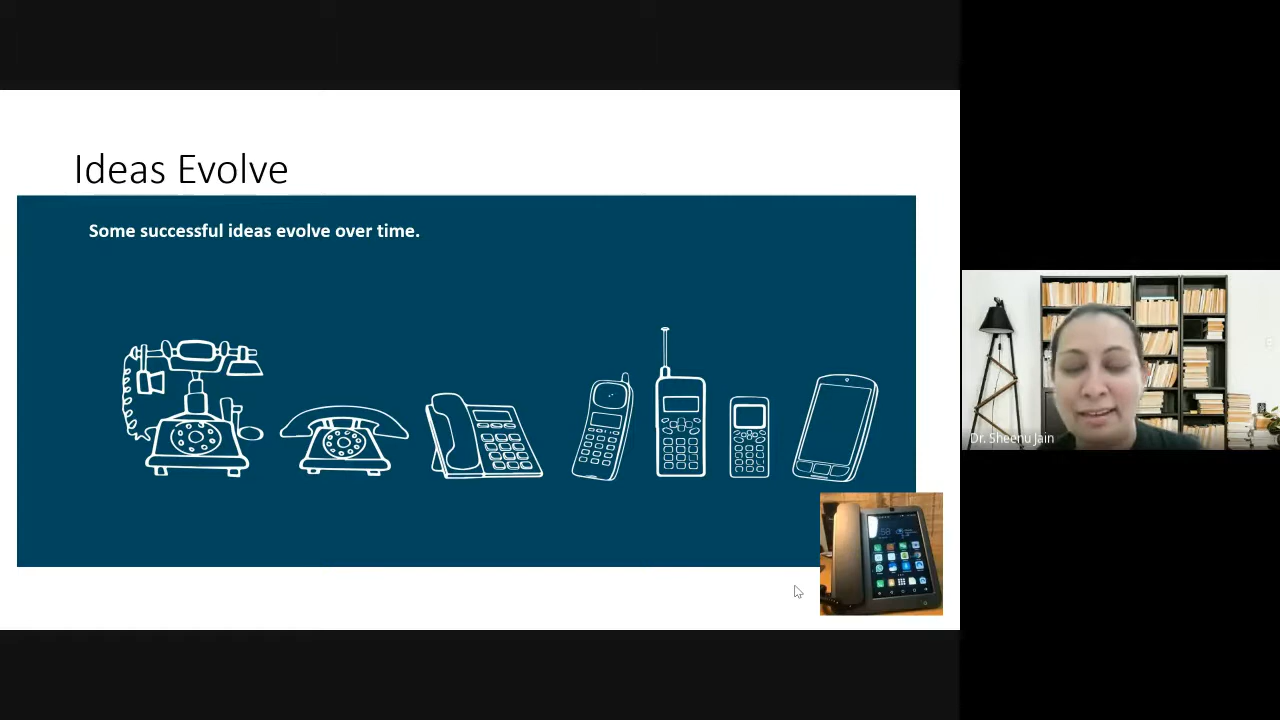 Ideas Evolve
Some successful ideas evolve over time.
Dr. Sheenu Jain